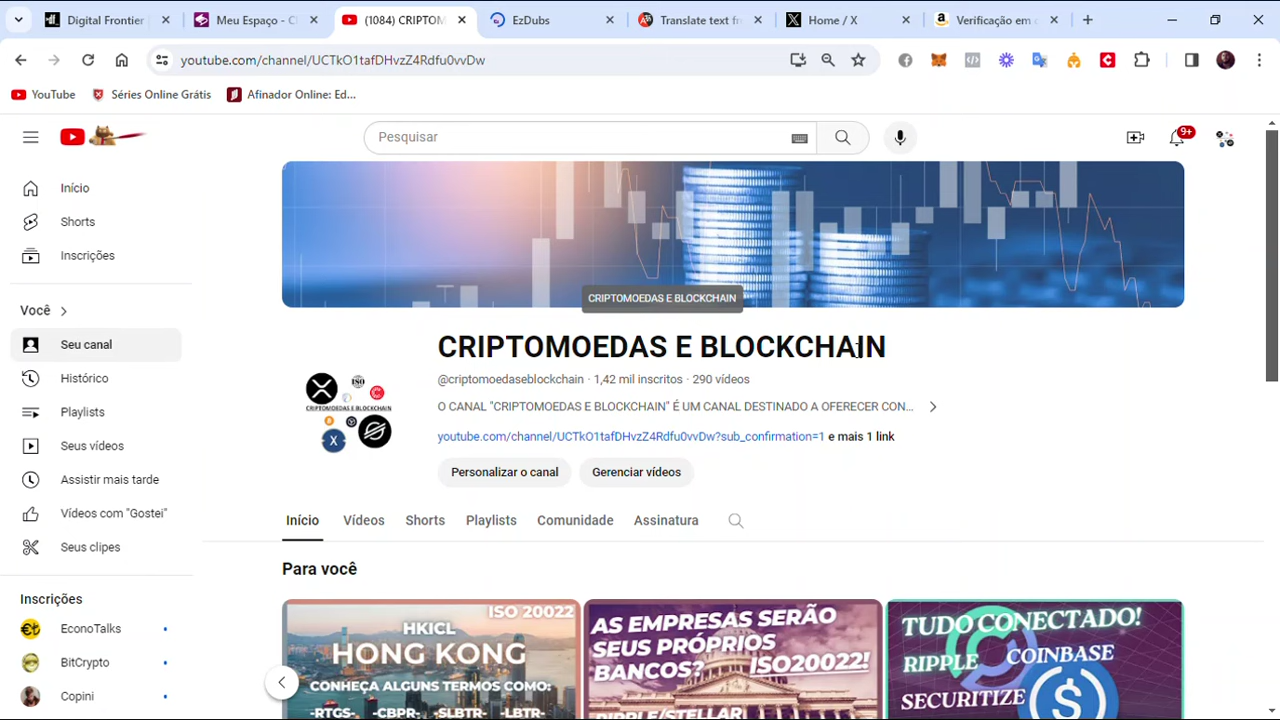 Digital Frontier
Meu Espaço - C
(1084) CRIPTOM
EzDubs
Translate text fr
Home / X
Verificação em
youtube.com/channel/UCTkO1tafDHvzZ4Rdfu0vvDw
YouTube
Séries Online Grátis
Afinador Online: Ed...
Pesquisar
9+
Início
Shorts
Inscrições
Você
Seu canal
Histórico
Playlists
Seus vídeos
Assistir mais tarde
Vídeos com "Gostei"
Seus clipes
Inscrições
EconoTalks
BitCrypto
Copini
CRIPTOMOEDAS E BLOCKCHAIN
CRIPTOMOEDAS E BLOCKCHAIN
@criptomoedaseblockchain · 1,42 mil inscritos · 290 vídeos
O CANAL "CRIPTOMOEDAS E BLOCKCHAIN" É UM CANAL DESTINADO A OFERECER CON...
youtube.com/channel/UCTkO1tafDHvzZ4Rdfu0vvDw?sub_confirmation=1 e mais 1 link
ISO
CRIPTOMOEDAS E BLOCKCHAIN
Personalizar o canal
Gerenciar vídeos
Início Vídeos Shorts Playlists Comunidade Assinatura
Para você
ISO 20022
HKICL
HONG KONG
CONHEÇA ALGUNS TERMOS COMO:
-RTGS- -CBPR- -SLBTR- -LBTR-
AS EMPRESAS SERÃO
SEUS PRÓPRIOS
BANCOS?
ISO20022!
RIPPLE/STELLAR
TUDO CONECTADO!
RIPPLE COINBASE
SECURITIZE